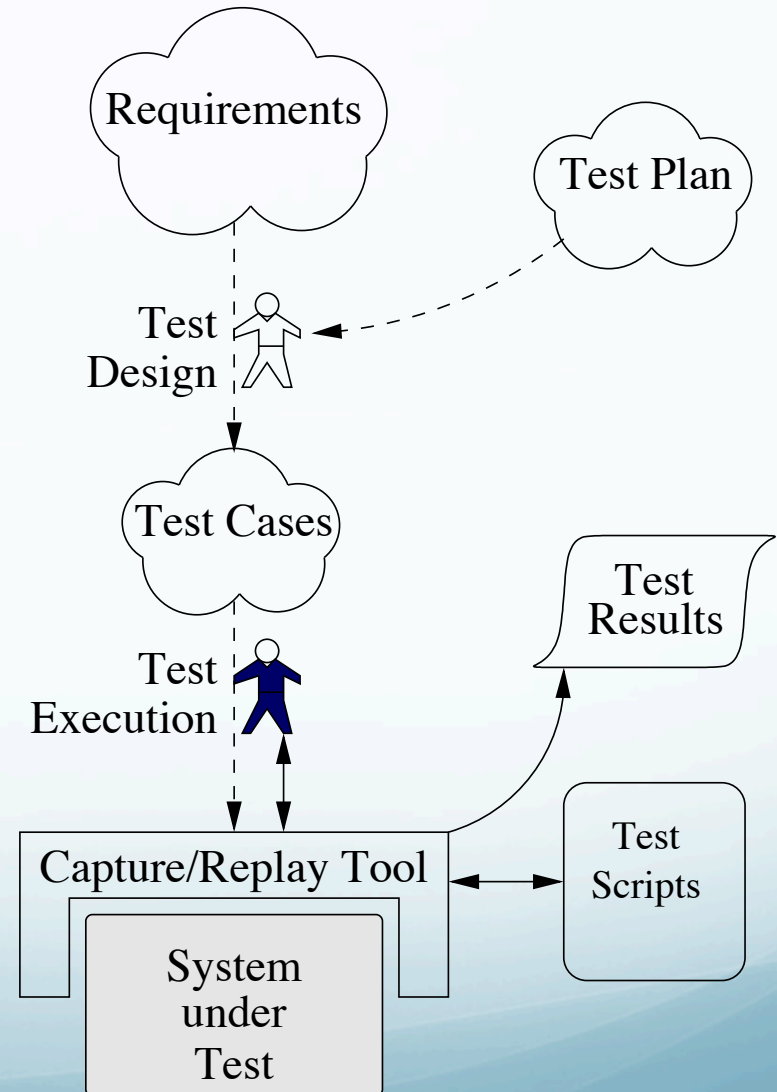 Requirements
Test Plan
Test
Design
Test Cases
Test
Results
Test
Execution
Capture/Replay Tool
Test
Scripts
System
under
Test